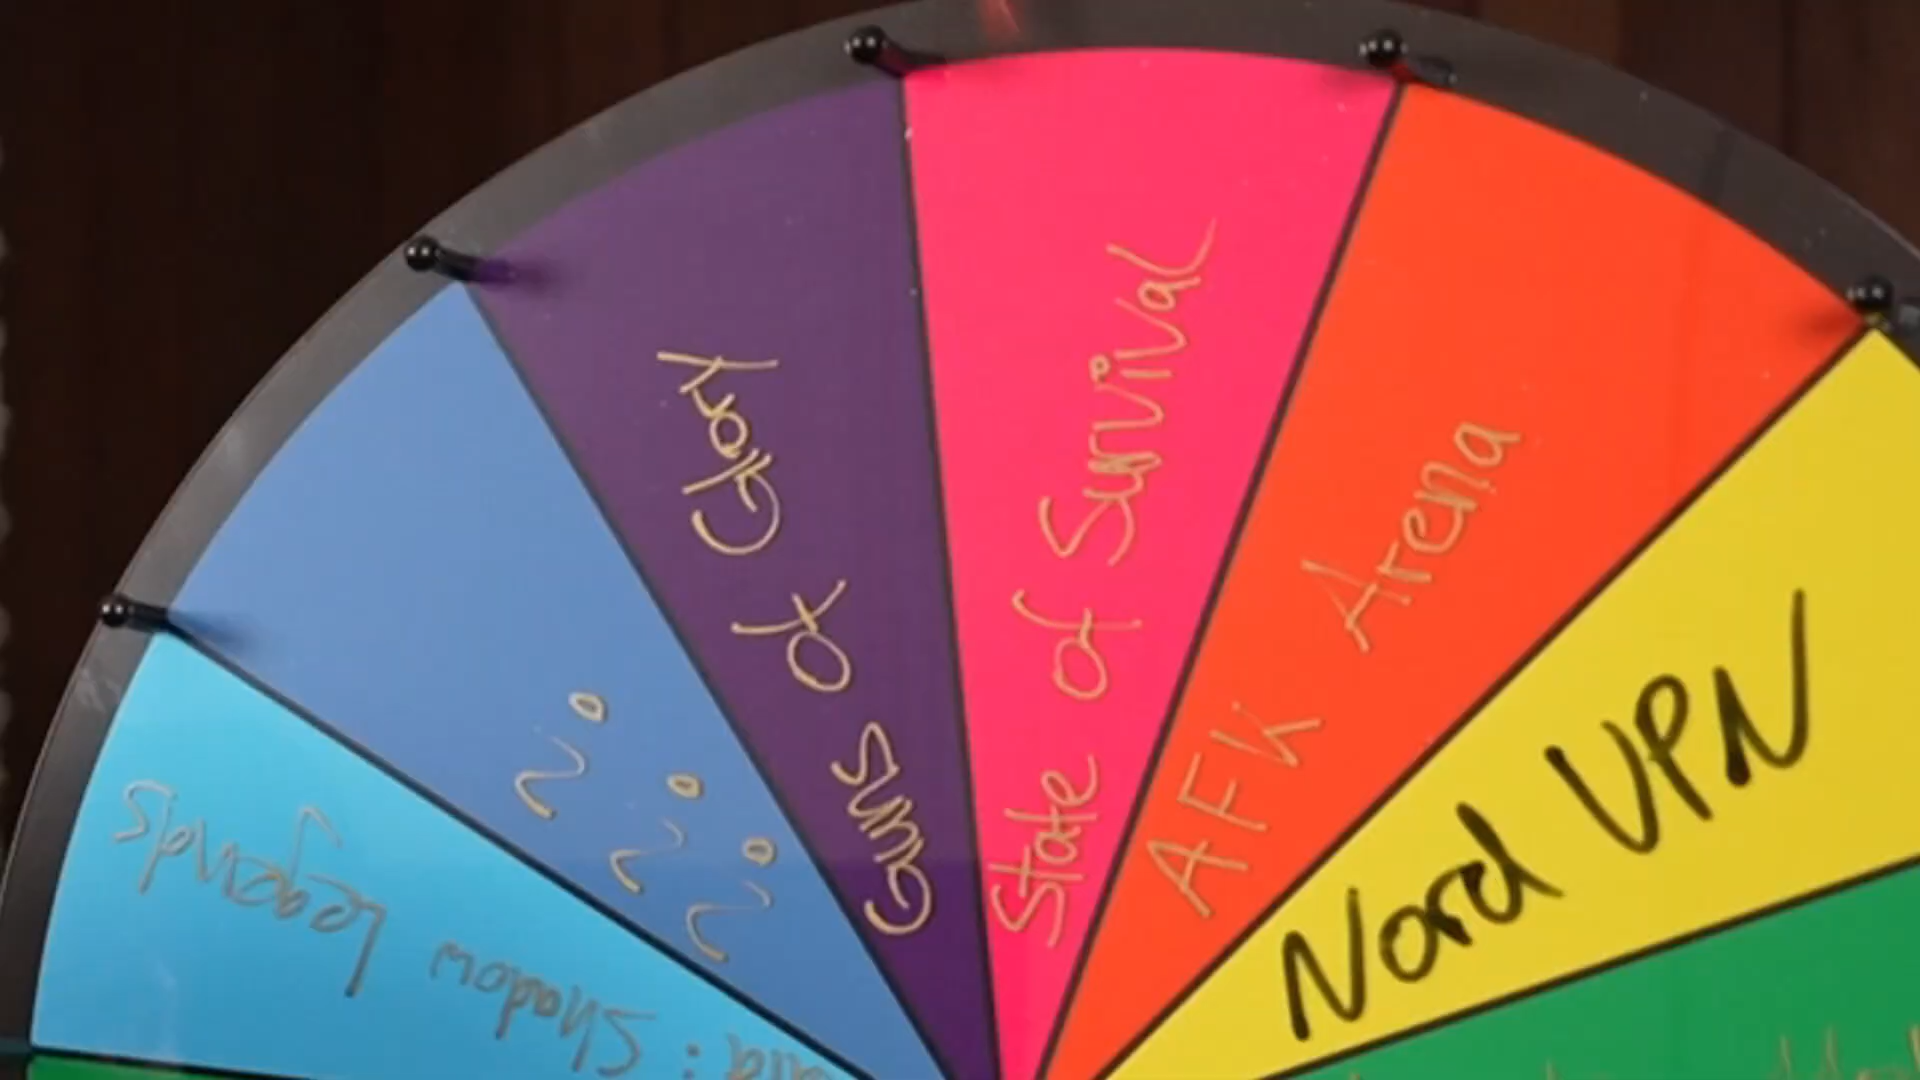 Raid: Shadow Legends
? ? ?
Guns of Glory
State of Survival
AFK Arena
Nord VPN